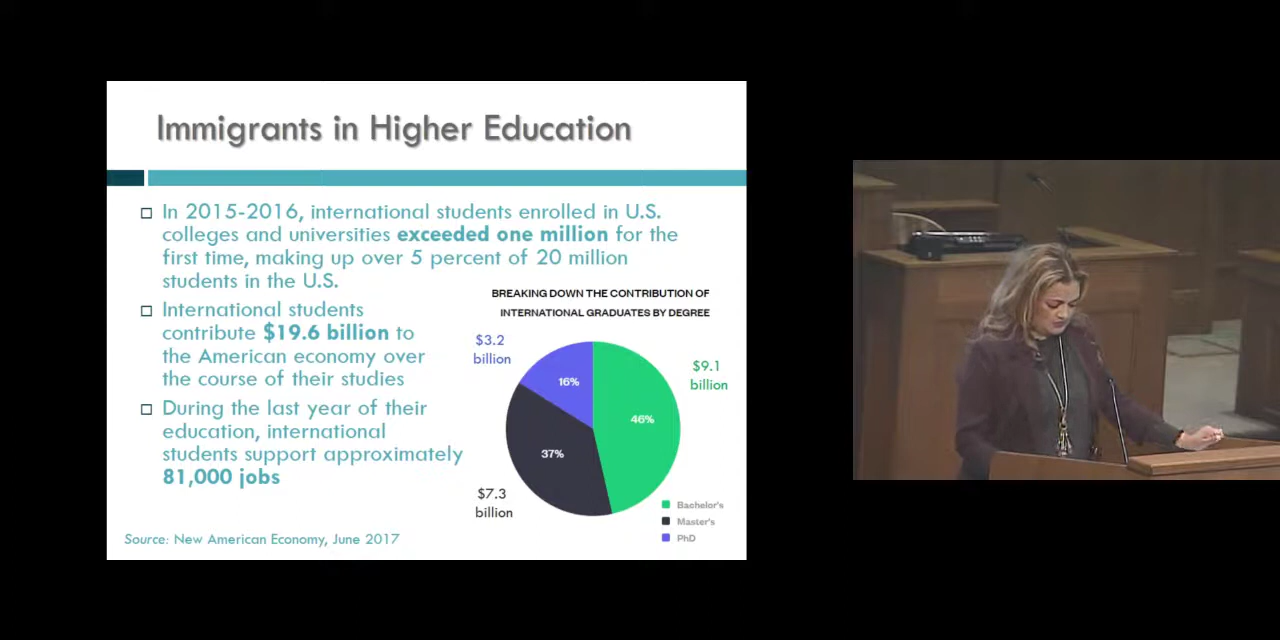 Immigrants in Higher Education
In 2015-2016, international students enrolled in U.S.
colleges and universities exceeded one million for the
first time, making up over 5 percent of 20 million
students in the U.S.
International students
contribute $19.6 billion to
the American economy over
the course of their studies
During the last year of their
education, international
students support approximately
81,000 jobs
BREAKING DOWN THE CONTRIBUTION OF
INTERNATIONAL GRADUATES BY DEGREE
$3.2
billion
$9.1
billion
16%
46%
37%
$7.3
billion
Bachelor's
Master's
PhD
Source: New American Economy, June 2017